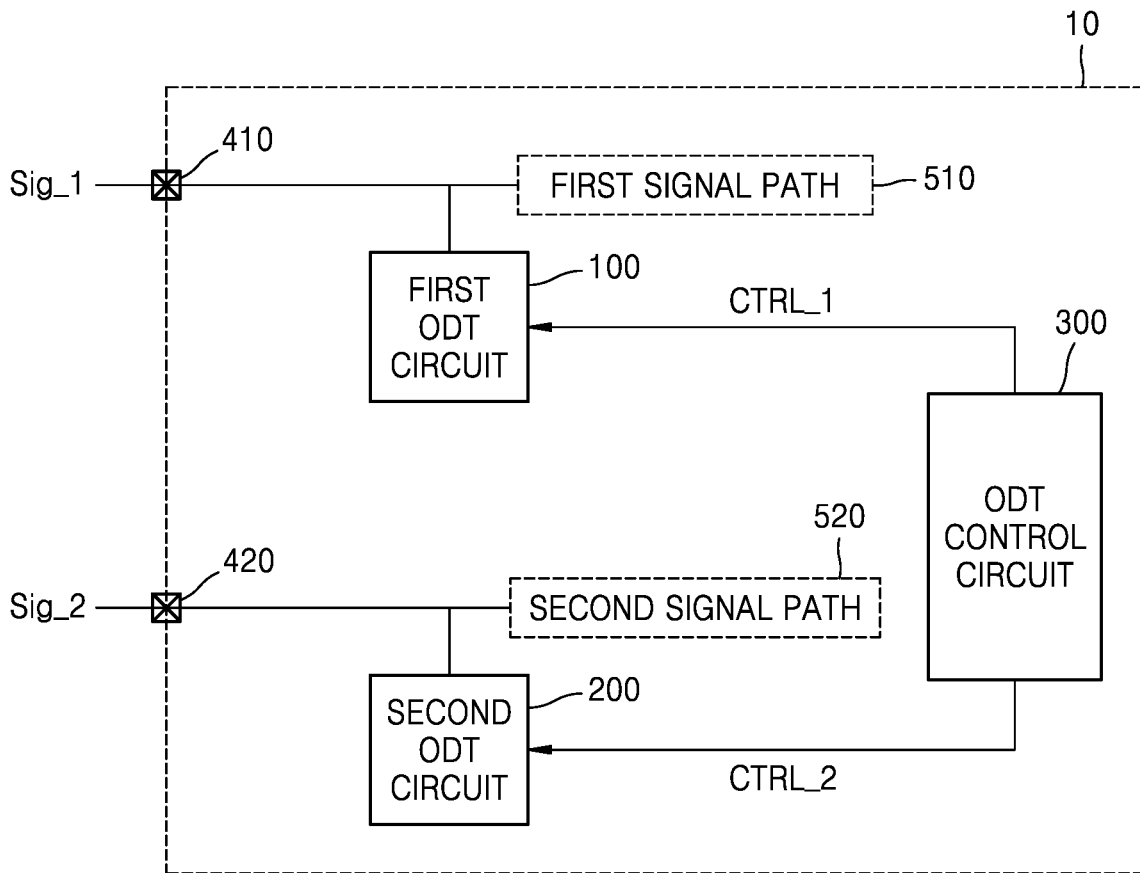 10
410
Sig_1
FIRST SIGNAL PATH
510
100
FIRST
ODT
CIRCUIT
CTRL_1
300
ODT
CONTROL
CIRCUIT
520
420
Sig_2
SECOND SIGNAL PATH
200
SECOND
ODT
CIRCUIT
CTRL_2